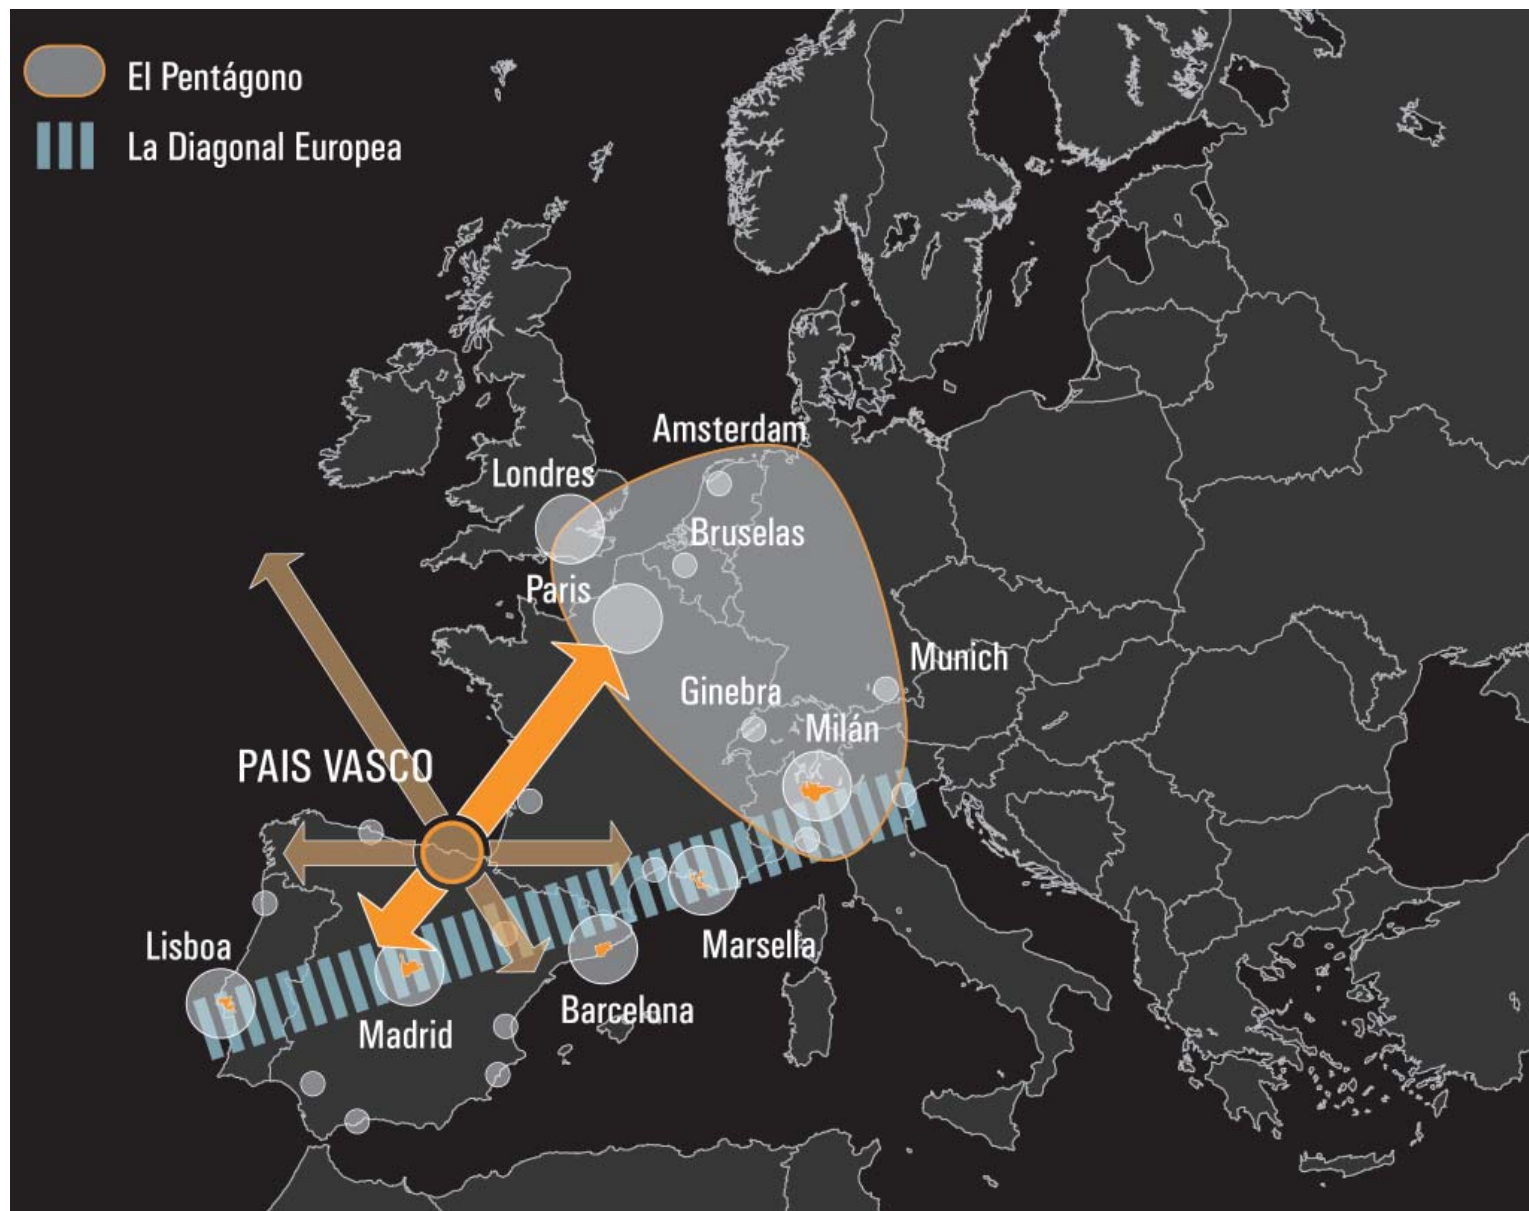 El Pentágono
La Diagonal Europea
Amsterdam
Londres
Bruselas
Paris
Munich
Ginebra
Milán
PAIS VASCO
Lisboa
Marsella
Barcelona
Madrid